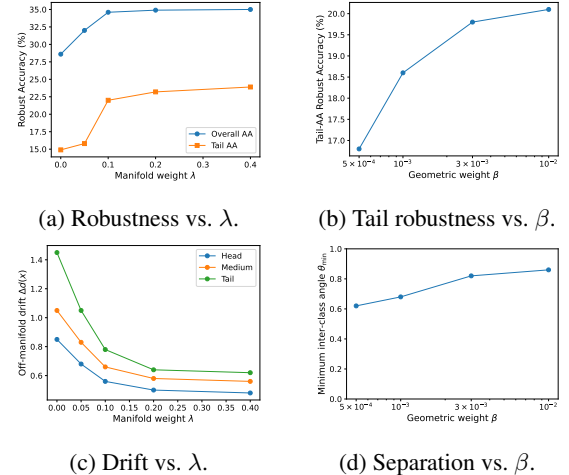 35.0
32.5
30.0
27.5
25.0
22.5
20.0
17.5
15.0
Robust Accuracy (%)
Overall AA
Tail AA
0.0 0.1 0.2 0.3 0.4
Manifold weight λ
(a) Robustness vs. λ.
20.0
19.5
19.0
18.5
18.0
17.5
17.0
Tail-AA Robust Accuracy (%)
5 × 10⁻⁴ 10⁻³ 3 × 10⁻³ 10⁻²
Geometric weight β
(b) Tail robustness vs. β.
1.4
1.2
1.0
0.8
0.6
Off-manifold drift Δd(x)
Head
Medium
Tail
0.00 0.05 0.10 0.15 0.20 0.25 0.30 0.35 0.40
Manifold weight λ
(c) Drift vs. λ.
1.0
0.8
0.6
0.4
0.2
0.0
Minimum inter-class angle θmin
5 × 10⁻⁴ 10⁻³ 3 × 10⁻³ 10⁻²
Geometric weight β
(d) Separation vs. β.